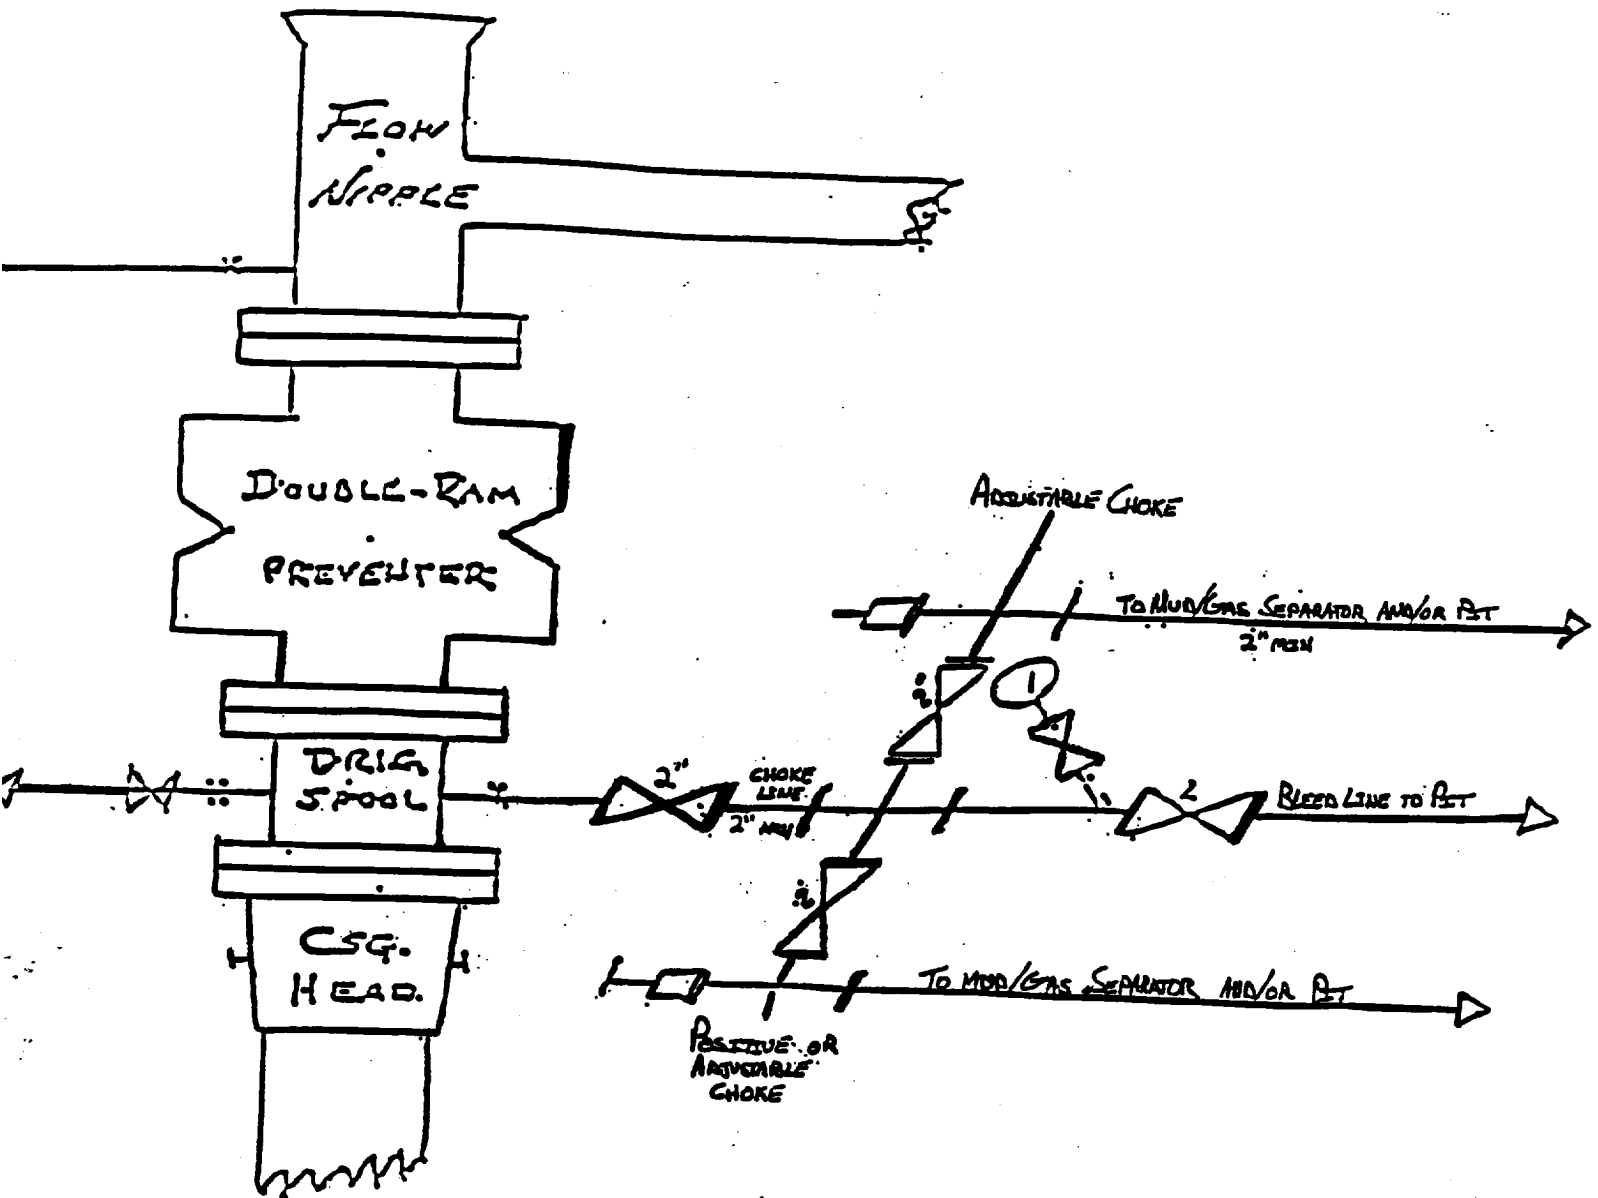 FLOW
NIPPLE
DOUBLE-RAM
PREVENTER
DRLG
SPOOL
CSG.
HEAD.
2"
CHOKE
LINE
2" MIN
ADJUSTABLE CHOKE
TO MUD/GAS SEPARATOR AND/OR PIT
2" MIN
1
2
BLEED LINE TO PIT
TO MUD/GAS SEPARATOR AND/OR PIT
POSITIVE OR
ADJUSTABLE
CHOKE